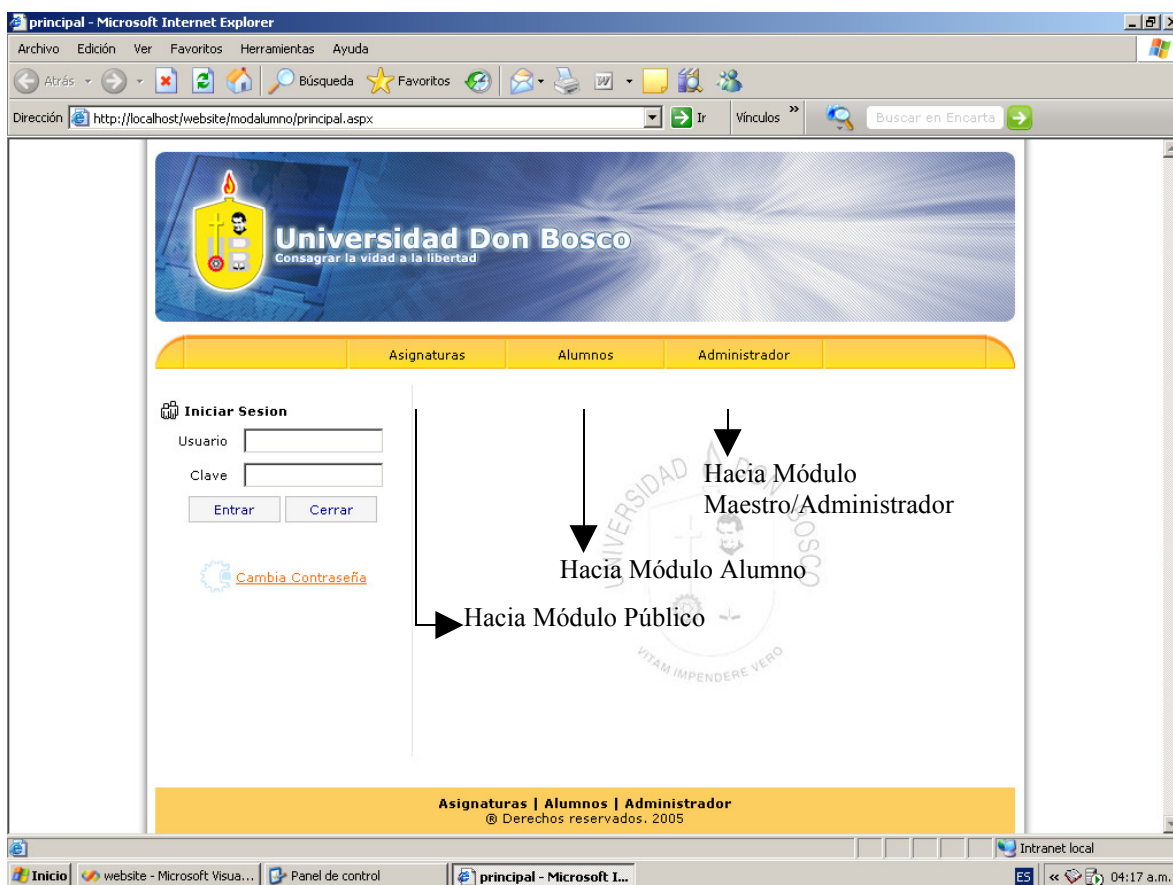 principal - Microsoft Internet Explorer
Archivo Edición Ver Favoritos Herramientas Ayuda
Atrás Búsqueda Favoritos
Dirección http://localhost/website/modalumno/principal.aspx Ir Vínculos » Buscar en Encarta
Universidad Don Bosco
Consagrar la vidad a la libertad
Asignaturas Alumnos Administrador
Iniciar Sesion
Usuario
Clave
Entrar Cerrar
Cambia Contraseña
Hacia Módulo
Maestro/Administrador
Hacia Módulo Alumno
Hacia Módulo Público
UNIVERSIDAD DON BOSCO
VITAM IMPENDERE VERO
Asignaturas | Alumnos | Administrador
® Derechos reservados. 2005
Intranet local
Inicio website - Microsoft Visua... Panel de control principal - Microsoft I... ES « 04:17 a.m.